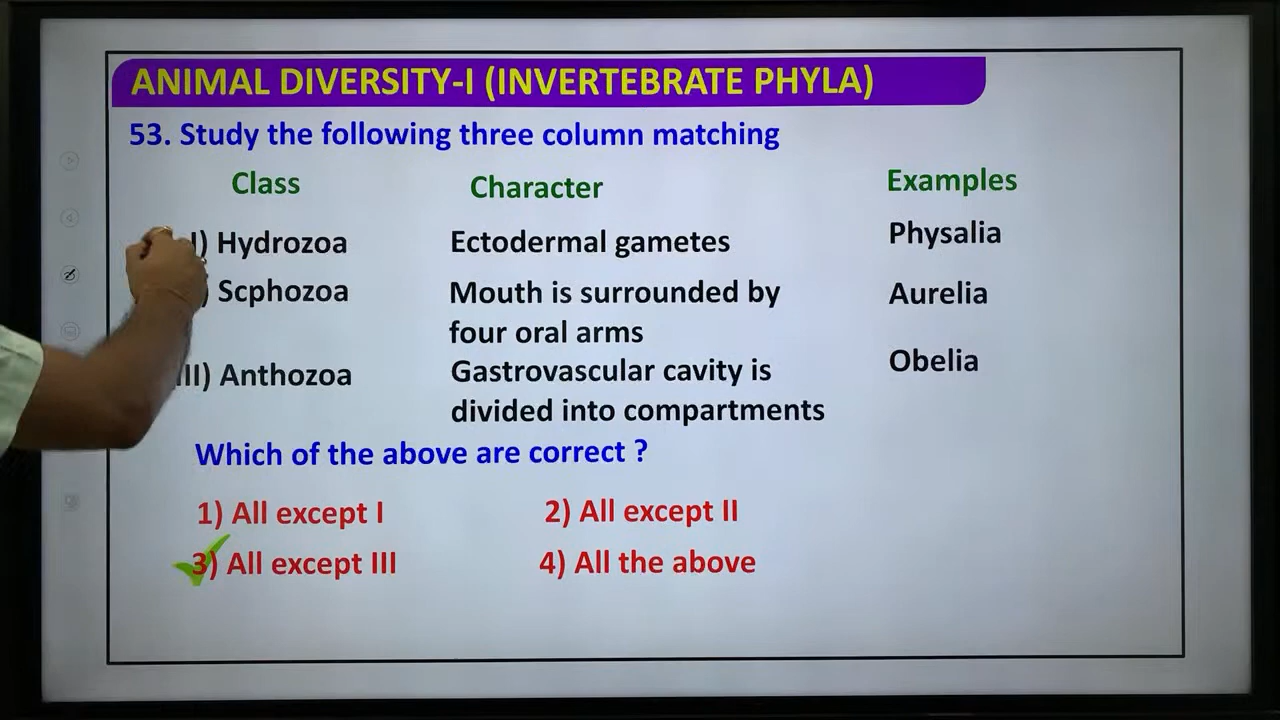 ANIMAL DIVERSITY-I (INVERTEBRATE PHYLA)
53. Study the following three column matching
Class Character Examples
I) Hydrozoa Ectodermal gametes Physalia
) Scphozoa Mouth is surrounded by Aurelia
four oral arms
III) Anthozoa Gastrovascular cavity is Obelia
divided into compartments
Which of the above are correct ?
1) All except I 2) All except II
3) All except III 4) All the above